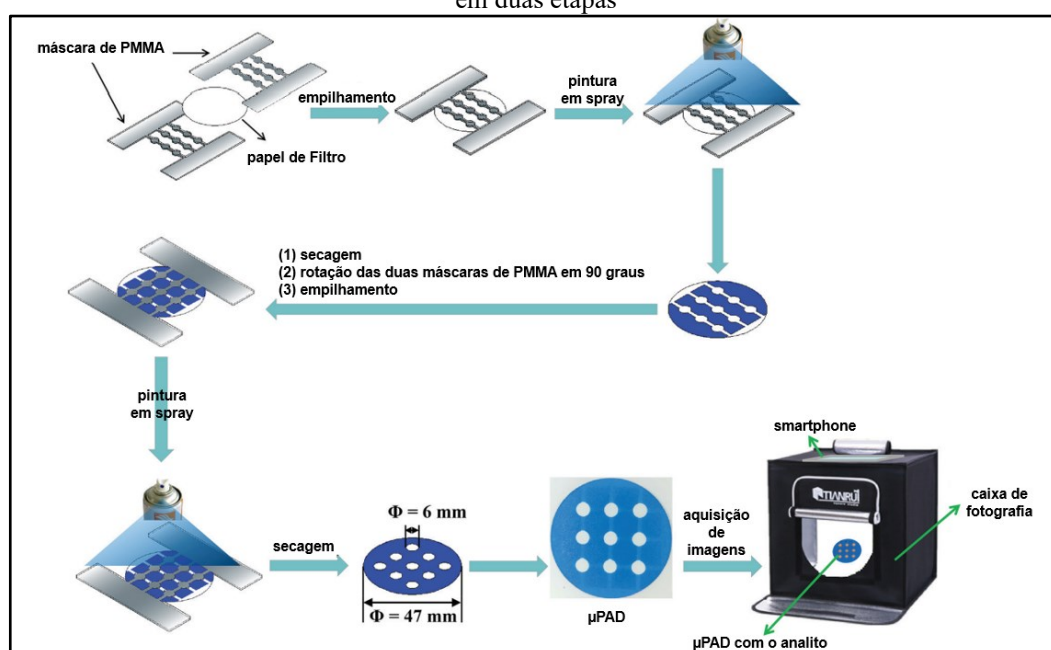 em duas etapas
máscara de PMMA
empilhamento
pintura
em spray
papel de Filtro
(1) secagem
(2) rotação das duas máscaras de PMMA em 90 graus
(3) empilhamento
pintura
em spray
secagem
Φ = 6 mm
Φ = 47 mm
µPAD
aquisição
de
imagens
smartphone
TIANRUI
caixa de
fotografia
µPAD com o analito